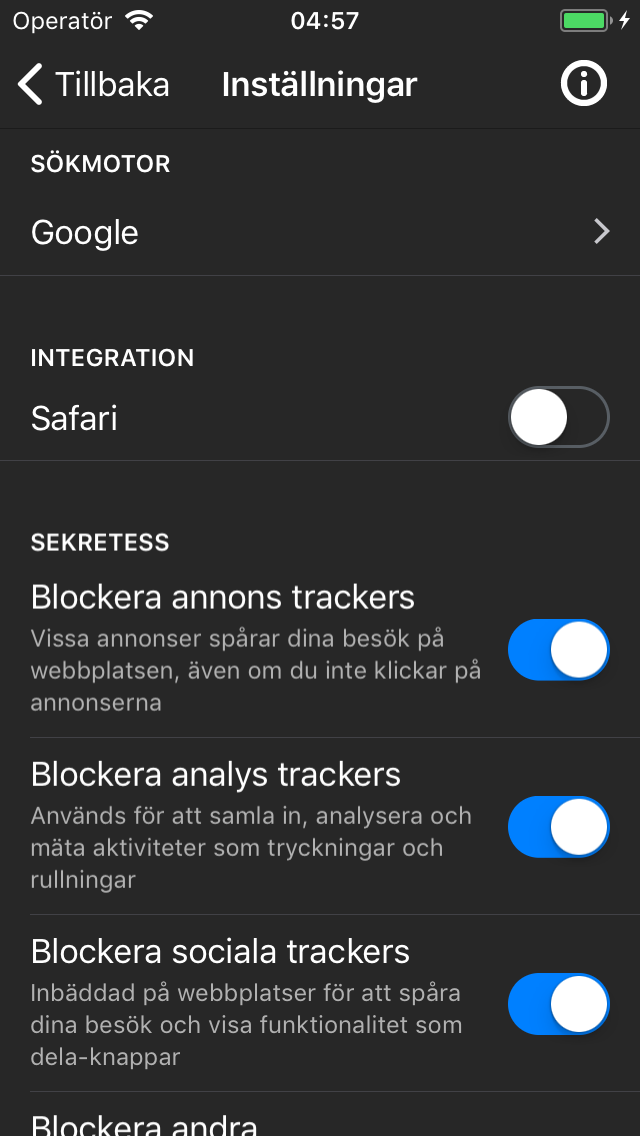 Operatör 04:57
Tillbaka Inställningar
SÖKMOTOR
Google
INTEGRATION
Safari
SEKRETESS
Blockera annons trackers
Vissa annonser spårar dina besök på
webbplatsen, även om du inte klickar på
annonserna
Blockera analys trackers
Används för att samla in, analysera och
mäta aktiviteter som tryckningar och
rullningar
Blockera sociala trackers
Inbäddad på webbplatser för att spåra
dina besök och visa funktionalitet som
dela-knappar
Blockera andra